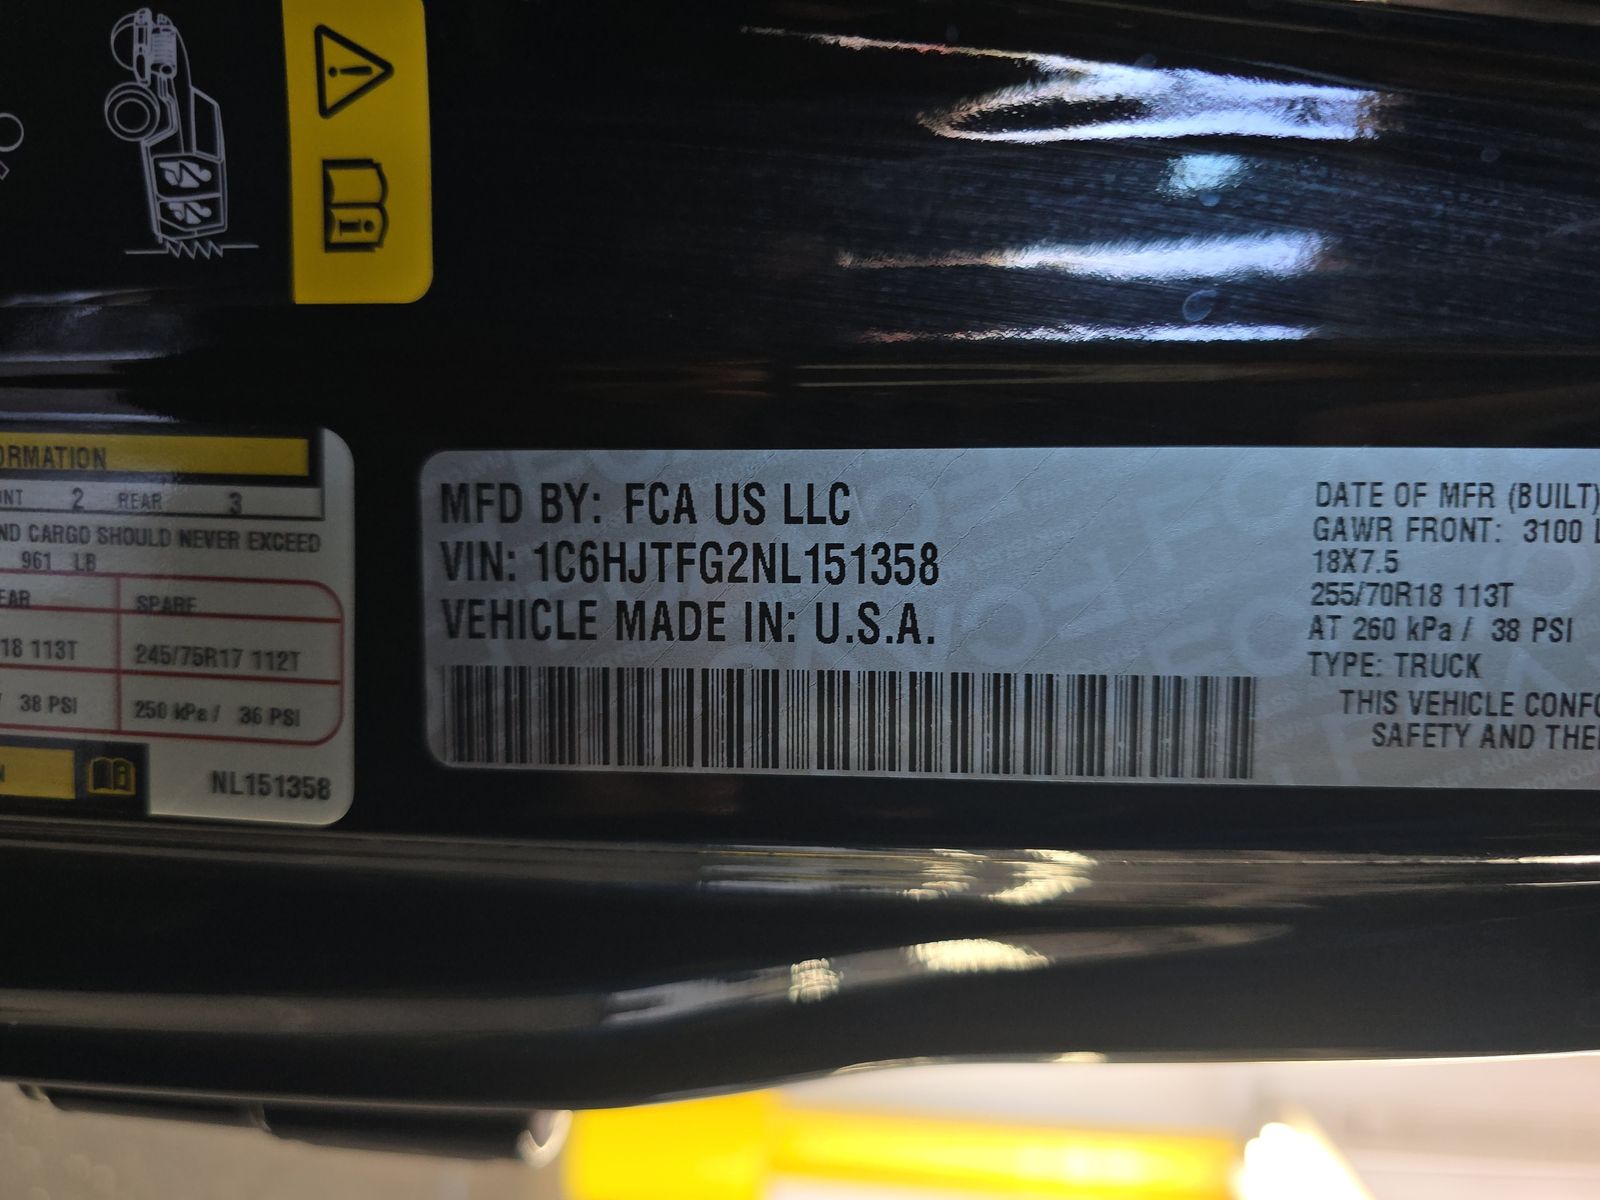 ORMATION
NT 2 REAR 3
ND CARGO SHOULD NEVER EXCEED
961 LB
EAR SPARE
18 113T 245/75R17 112T
/ 38 PSI 250 kPa / 36 PSI
N
NL151358
MFD BY: FCA US LLC
VIN: 1C6HJTFG2NL151358
VEHICLE MADE IN: U.S.A.
DATE OF MFR (BUILT)
GAWR FRONT: 3100 L
18X7.5
255/70R18 113T
AT 260 kPa / 38 PSI
TYPE: TRUCK
THIS VEHICLE CONFO
SAFETY AND THE